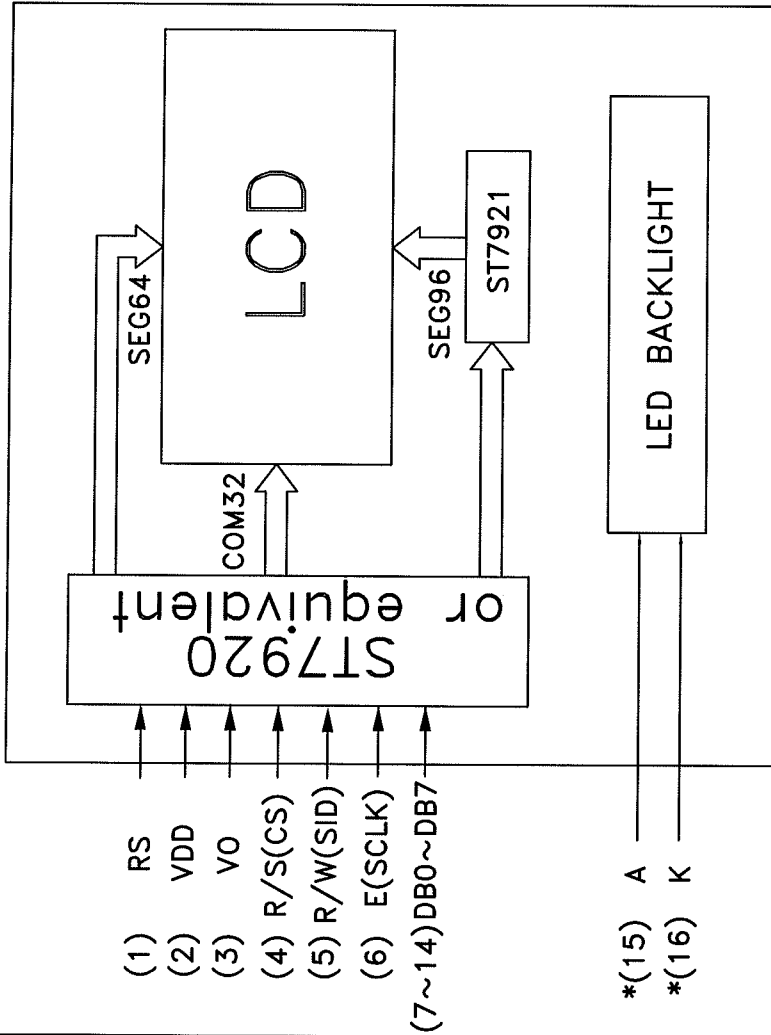 (1) RS
(2) VDD
(3) VO
(4) R/S(CS)
(5) R/W(SID)
(6) E(SCLK)
(7~14)DB0~DB7
*(15) A
*(16) K
ST7920
or equivalent
SEG64
COM32
LCD
SEG96
ST7921
LED BACKLIGHT